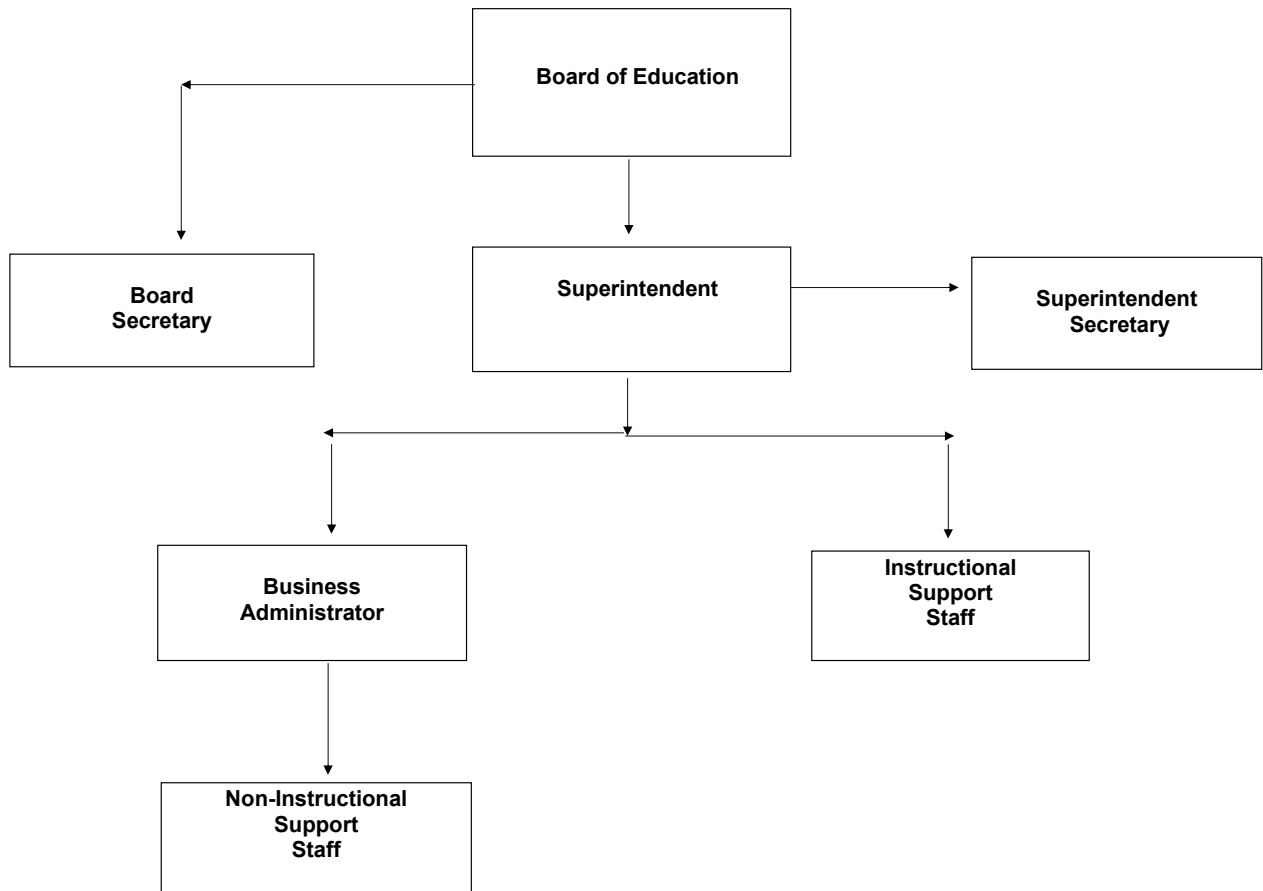 Board of Education
Board
Secretary
Superintendent
Superintendent
Secretary
Business
Administrator
Instructional
Support
Staff
Non-Instructional
Support
Staff